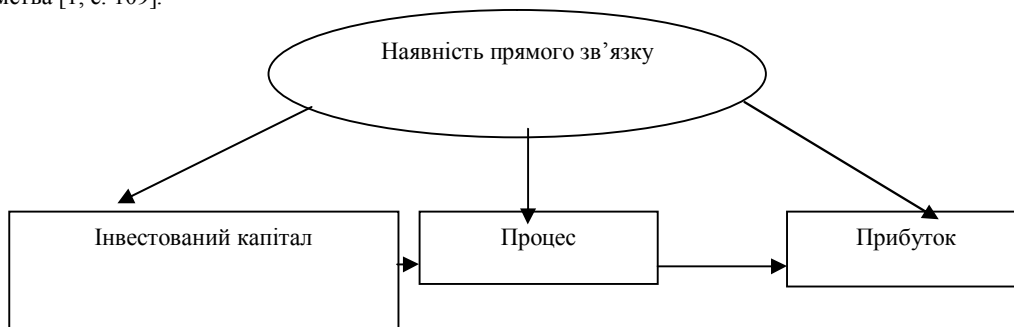 [1, с. 109].
Наявність прямого зв’язку
Інвестований капітал
Процес
Прибуток